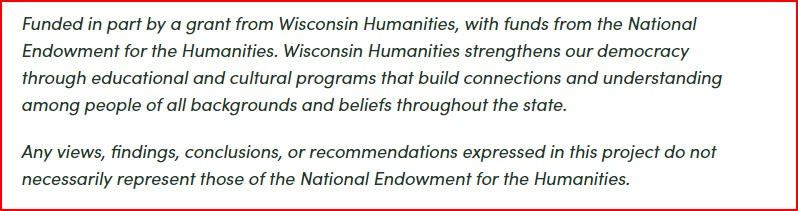 Funded in part by a grant from Wisconsin Humanities, with funds from the National
Endowment for the Humanities. Wisconsin Humanities strengthens our democracy
through educational and cultural programs that build connections and understanding
among people of all backgrounds and beliefs throughout the state.
Any views, findings, conclusions, or recommendations expressed in this project do not
necessarily represent those of the National Endowment for the Humanities.